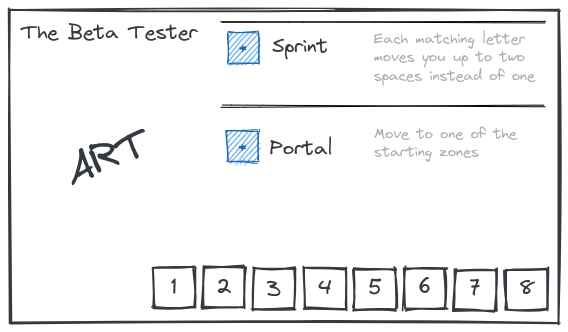 The Beta Tester
Sprint
Each matching letter
moves you up to two
spaces instead of one
ART
Portal
Move to one of the
starting zones
1 2 3 4 5 6 7 8